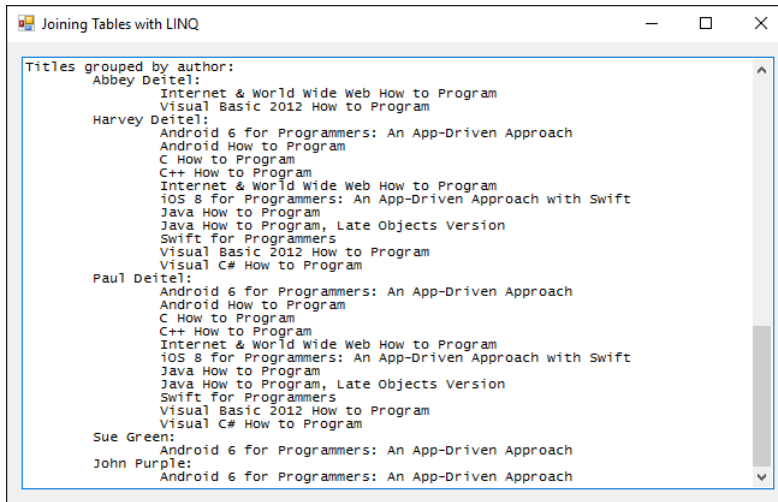 Joining Tables with LINQ
Titles grouped by author:
Abbey Deitel:
Internet & World Wide Web How to Program
Visual Basic 2012 How to Program
Harvey Deitel:
Android 6 for Programmers: An App-Driven Approach
Android How to Program
C How to Program
C++ How to Program
Internet & World Wide Web How to Program
iOS 8 for Programmers: An App-Driven Approach with Swift
Java How to Program
Java How to Program, Late Objects Version
Swift for Programmers
Visual Basic 2012 How to Program
Visual C# How to Program
Paul Deitel:
Android 6 for Programmers: An App-Driven Approach
Android How to Program
C How to Program
C++ How to Program
Internet & World Wide Web How to Program
iOS 8 for Programmers: An App-Driven Approach with Swift
Java How to Program
Java How to Program, Late Objects Version
Swift for Programmers
Visual Basic 2012 How to Program
Visual C# How to Program
Sue Green:
Android 6 for Programmers: An App-Driven Approach
John Purple:
Android 6 for Programmers: An App-Driven Approach